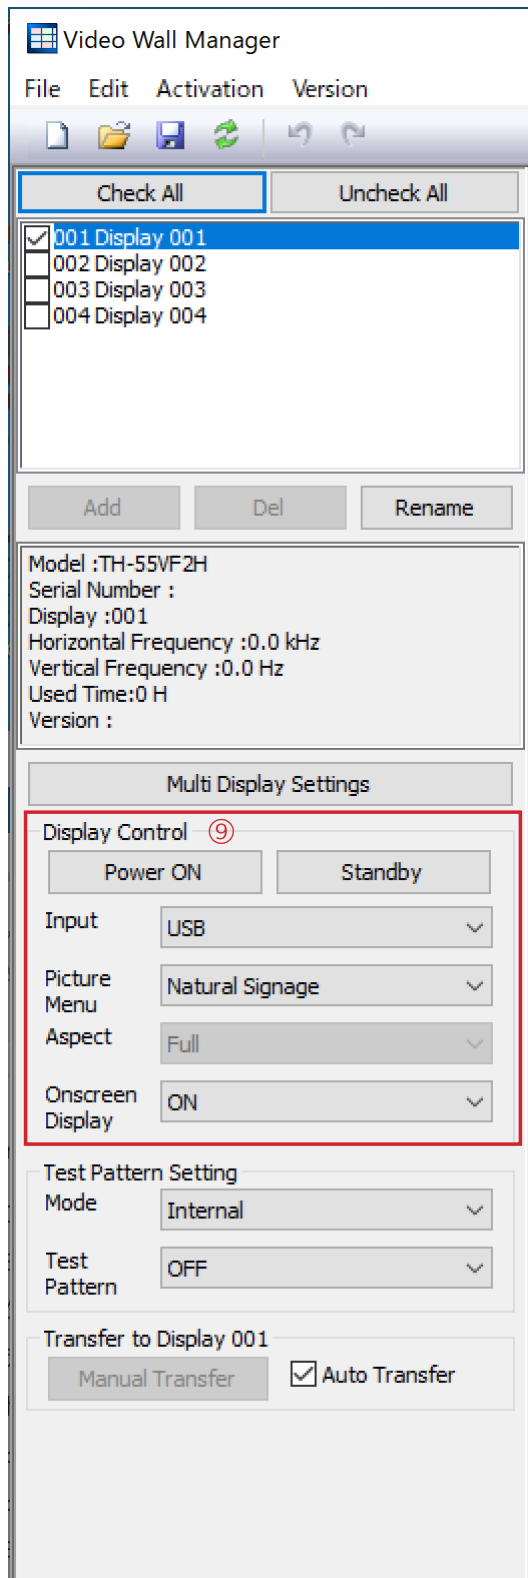 Video Wall Manager
File Edit Activation Version
Check All Uncheck All
001 Display 001
002 Display 002
003 Display 003
004 Display 004
Add Del Rename
Model :TH-55VF2H
Serial Number :
Display :001
Horizontal Frequency :0.0 kHz
Vertical Frequency :0.0 Hz
Used Time:0 H
Version :
Multi Display Settings
Display Control ⑨
Power ON Standby
Input USB
Picture Menu Natural Signage
Aspect Full
Onscreen Display ON
Test Pattern Setting
Mode Internal
Test Pattern OFF
Transfer to Display 001
Manual Transfer Auto Transfer